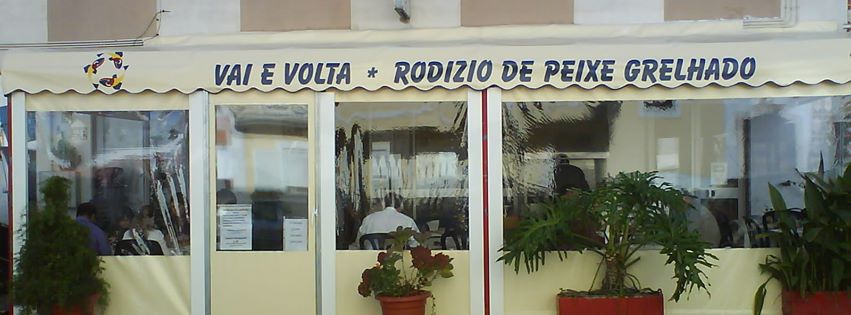 VAI E VOLTA * RODIZIO DE PEIXE GRELHADO